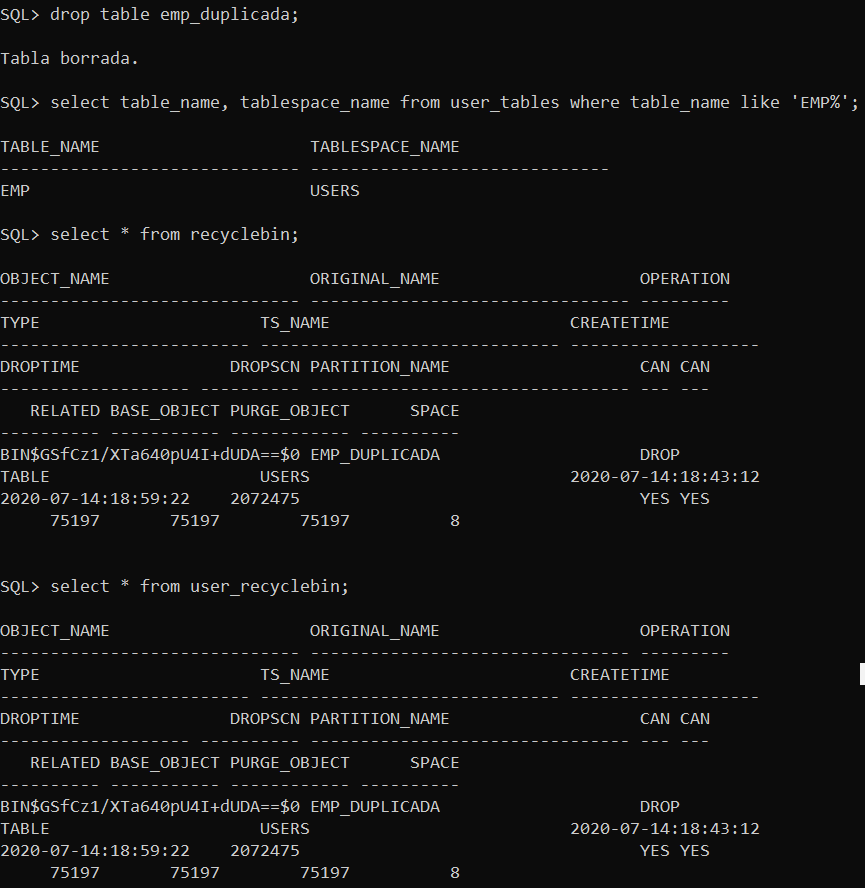 SQL> drop table emp_duplicada;
Tabla borrada.
SQL> select table_name, tablespace_name from user_tables where table_name like 'EMP%';
TABLE_NAME                     TABLESPACE_NAME
------------------------------ ------------------------------
EMP                            USERS
SQL> select * from recyclebin;
OBJECT_NAME                    ORIGINAL_NAME                    OPERATION
------------------------------ -------------------------------- ---------
TYPE                      TS_NAME                        CREATETIME
------------------------- ------------------------------ -------------------
DROPTIME               DROPSCN PARTITION_NAME                   CAN CAN
------------------- ---------- -------------------------------- --- ---
   RELATED BASE_OBJECT PURGE_OBJECT      SPACE
---------- ----------- ------------ ----------
BIN$GSfCz1/XTa640pU4I+dUDA==$0 EMP_DUPLICADA                    DROP
TABLE                     USERS                          2020-07-14:18:43:12
2020-07-14:18:59:22    2072475                                  YES YES
     75197       75197        75197          8
SQL> select * from user_recyclebin;
OBJECT_NAME                    ORIGINAL_NAME                    OPERATION
------------------------------ -------------------------------- ---------
TYPE                      TS_NAME                        CREATETIME
------------------------- ------------------------------ -------------------
DROPTIME               DROPSCN PARTITION_NAME                   CAN CAN
------------------- ---------- -------------------------------- --- ---
   RELATED BASE_OBJECT PURGE_OBJECT      SPACE
---------- ----------- ------------ ----------
BIN$GSfCz1/XTa640pU4I+dUDA==$0 EMP_DUPLICADA                    DROP
TABLE                     USERS                          2020-07-14:18:43:12
2020-07-14:18:59:22    2072475                                  YES YES
     75197       75197        75197          8